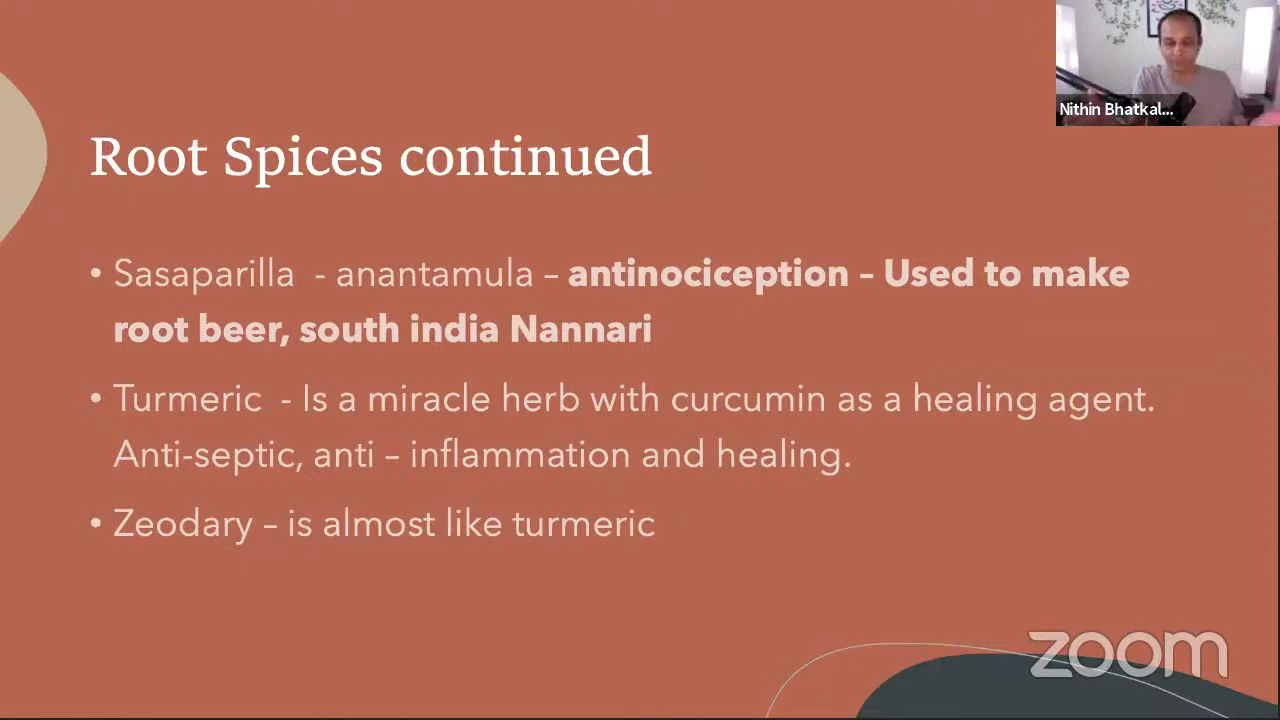 Nithin Bhatkal...
Root Spices continued
• Sasaparilla - anantamula – antinociception – Used to make
root beer, south india Nannari
• Turmeric - Is a miracle herb with curcumin as a healing agent.
Anti-septic, anti – inflammation and healing.
• Zeodary – is almost like turmeric
zoom